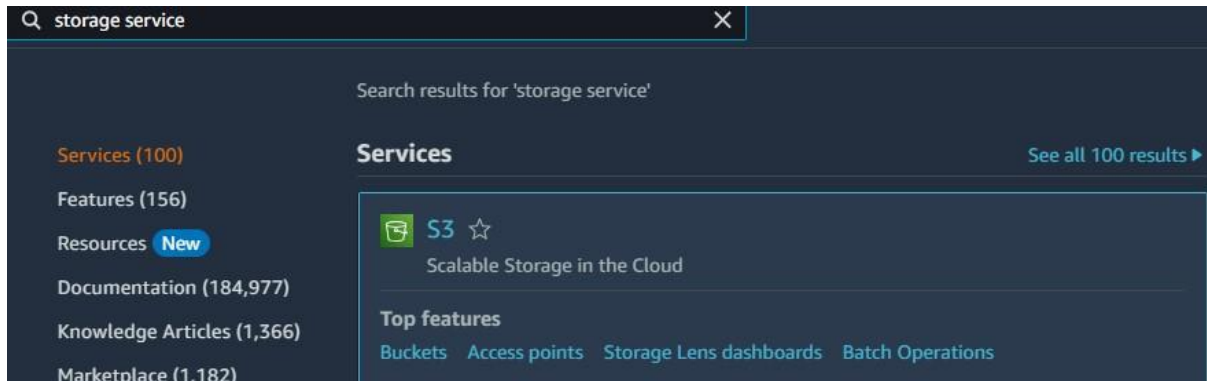 storage service
Search results for 'storage service'
Services (100)
Features (156)
Resources New
Documentation (184,977)
Knowledge Articles (1,366)
Marketplace (1,182)
Services
See all 100 results
S3
Scalable Storage in the Cloud
Top features
Buckets Access points Storage Lens dashboards Batch Operations